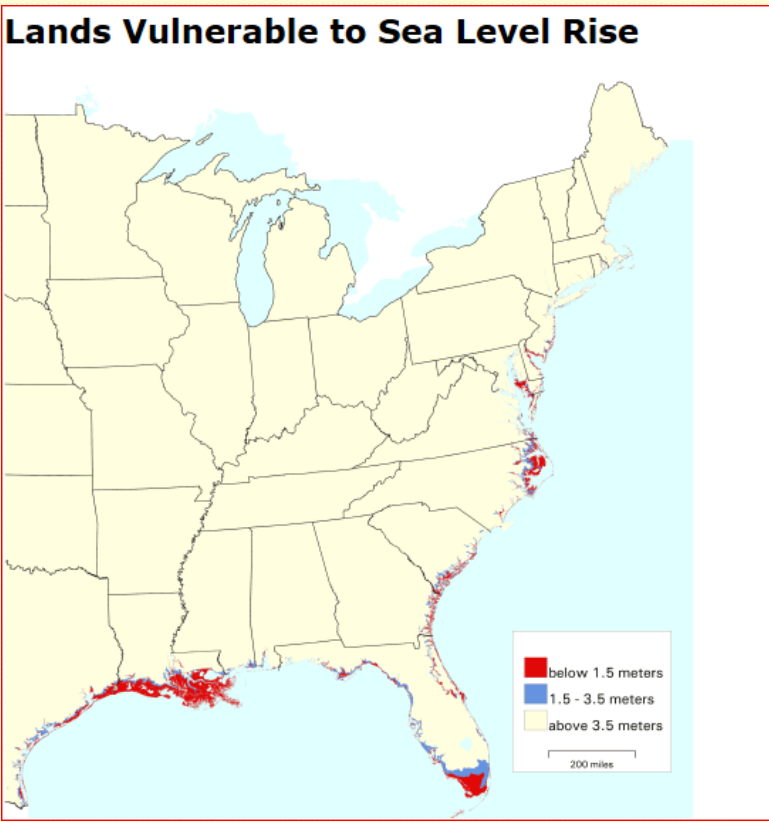 Lands Vulnerable to Sea Level Rise
below 1.5 meters
1.5 - 3.5 meters
above 3.5 meters
200 miles